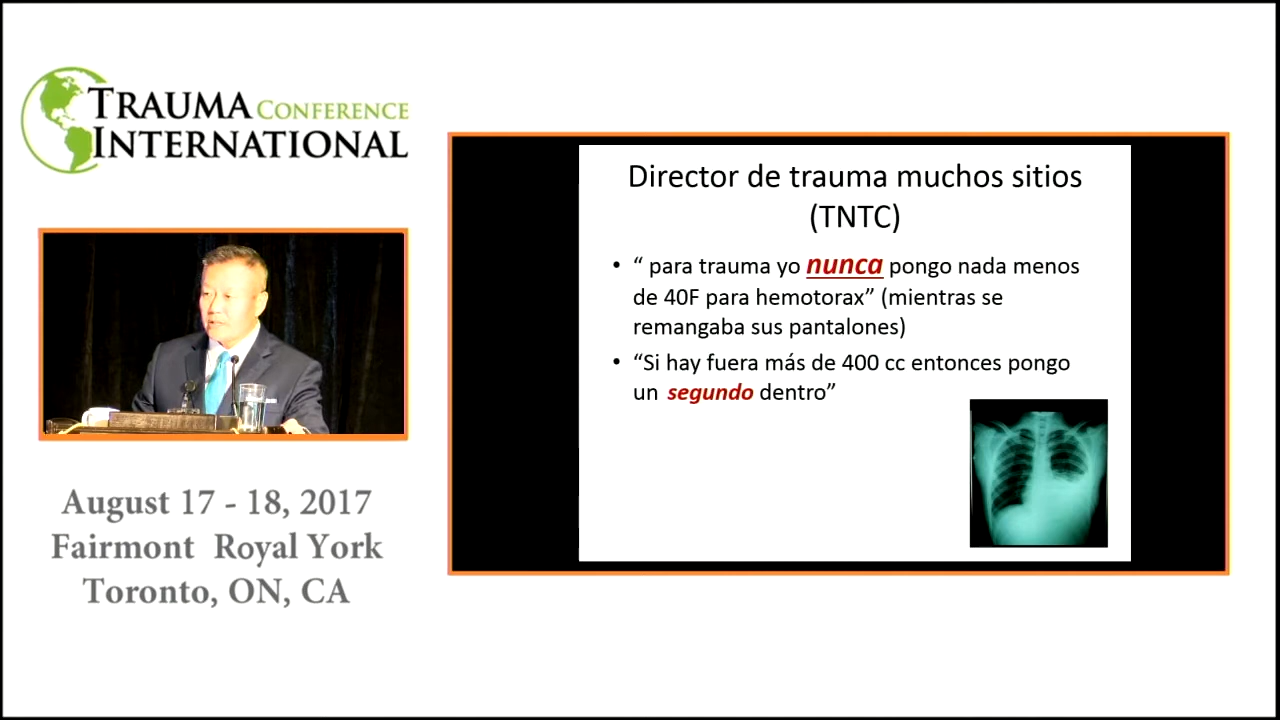 TRAUMA CONFERENCE
INTERNATIONAL
August 17 - 18, 2017
Fairmont Royal York
Toronto, ON, CA
Director de trauma muchos sitios
(TNTC)
• “ para trauma yo nunca pongo nada menos
de 40F para hemotorax” (mientras se
remangaba sus pantalones)
• “Si hay fuera más de 400 cc entonces pongo
un segundo dentro”